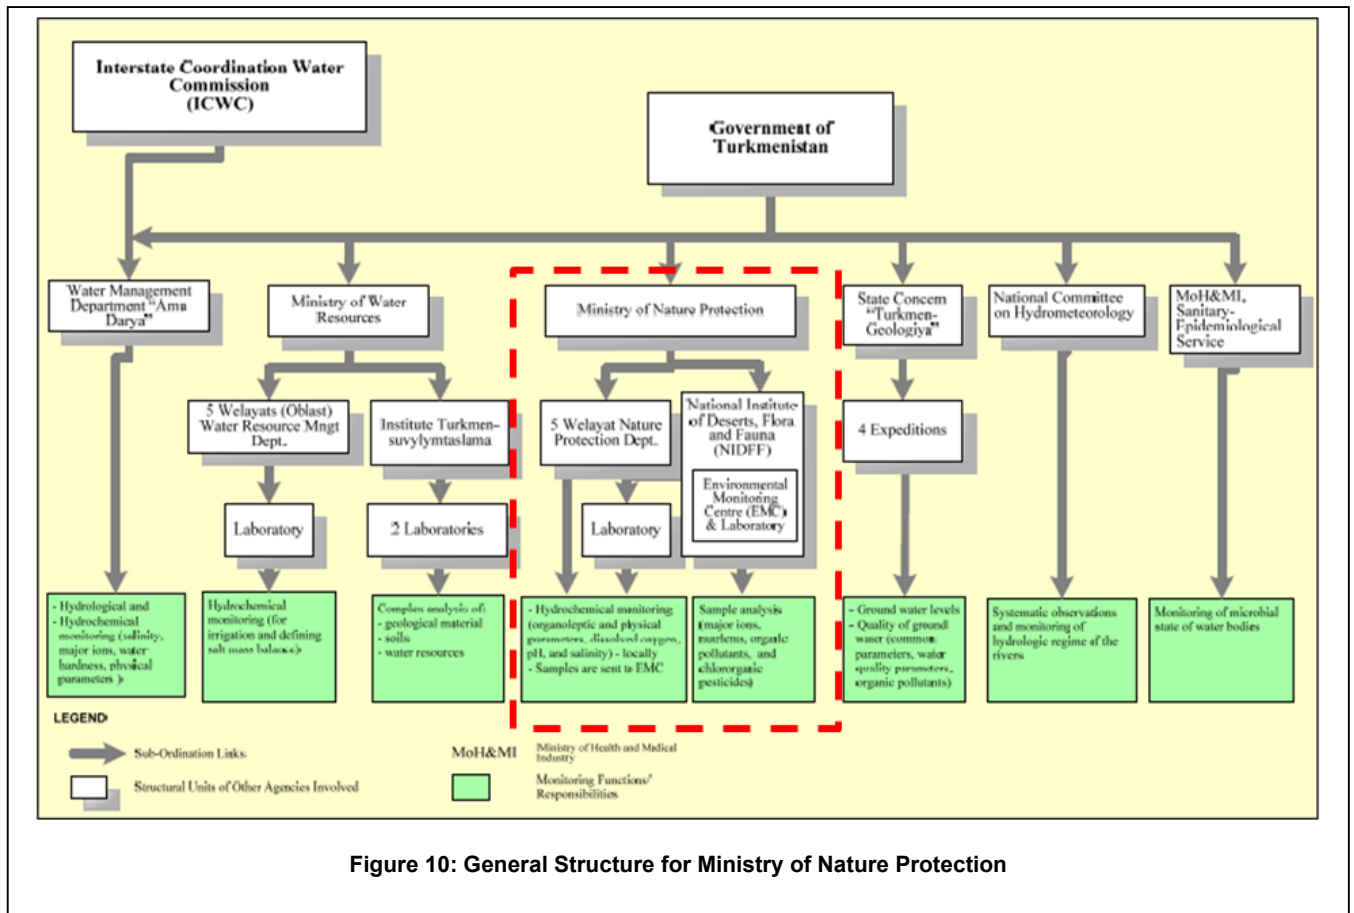 Interstate Coordination Water
Commission
(ICWC)
Government of
Turkmenistan
Water Management
Department "Amu
Darya"
Ministry of Water
Resources
Ministry of Nature Protection
State Concern
"Turkmen-
Geologiya"
National Committee
on Hydrometeorology
MoH&MI,
Sanitary-
Epidemiological
Service
5 Welayats (Oblast)
Water Resource Mngt
Dept.
Institute Turkmen-
suvylymtaslama
5 Welayat Nature
Protection Dept.
National Institute
of Deserts, Flora
and Fauna
(NIDFF)
Environmental
Monitoring
Centre (EMC)
& Laboratory
4 Expeditions
Laboratory
2 Laboratories
Laboratory
- Hydrological and
- Hydrochemical
monitoring (salinity,
major ions, water
hardness, physical
parameters )
Hydrochemical
monitoring (for
irrigation and defining
salt mass balance)
Complex analysis of:
- geological material
- soils
- water resources
- Hydrochemical monitoring
(organoleptic and physical
parameters, dissolved oxygen,
pH, and salinity) - locally
- Samples are sent to EMC
Sample analysis
(major ions,
nurtiens, organic
pollutants, and
chlororganic
pesticides)
- Ground water levels
- Quality of ground
water (common
parameters, water
quality parameters,
organic pollutants)
Systematic observations
and monitoring of
hydrologic regime of the
rivers
Monitoring of microbial
state of water bodies
LEGEND
Sub-Ordination Links
MoH&MI
Ministry of Health and Medical
Industry
Structural Units of Other Agencies Involved
Monitoring Functions/
Responsibilities
Figure 10: General Structure for Ministry of Nature Protection